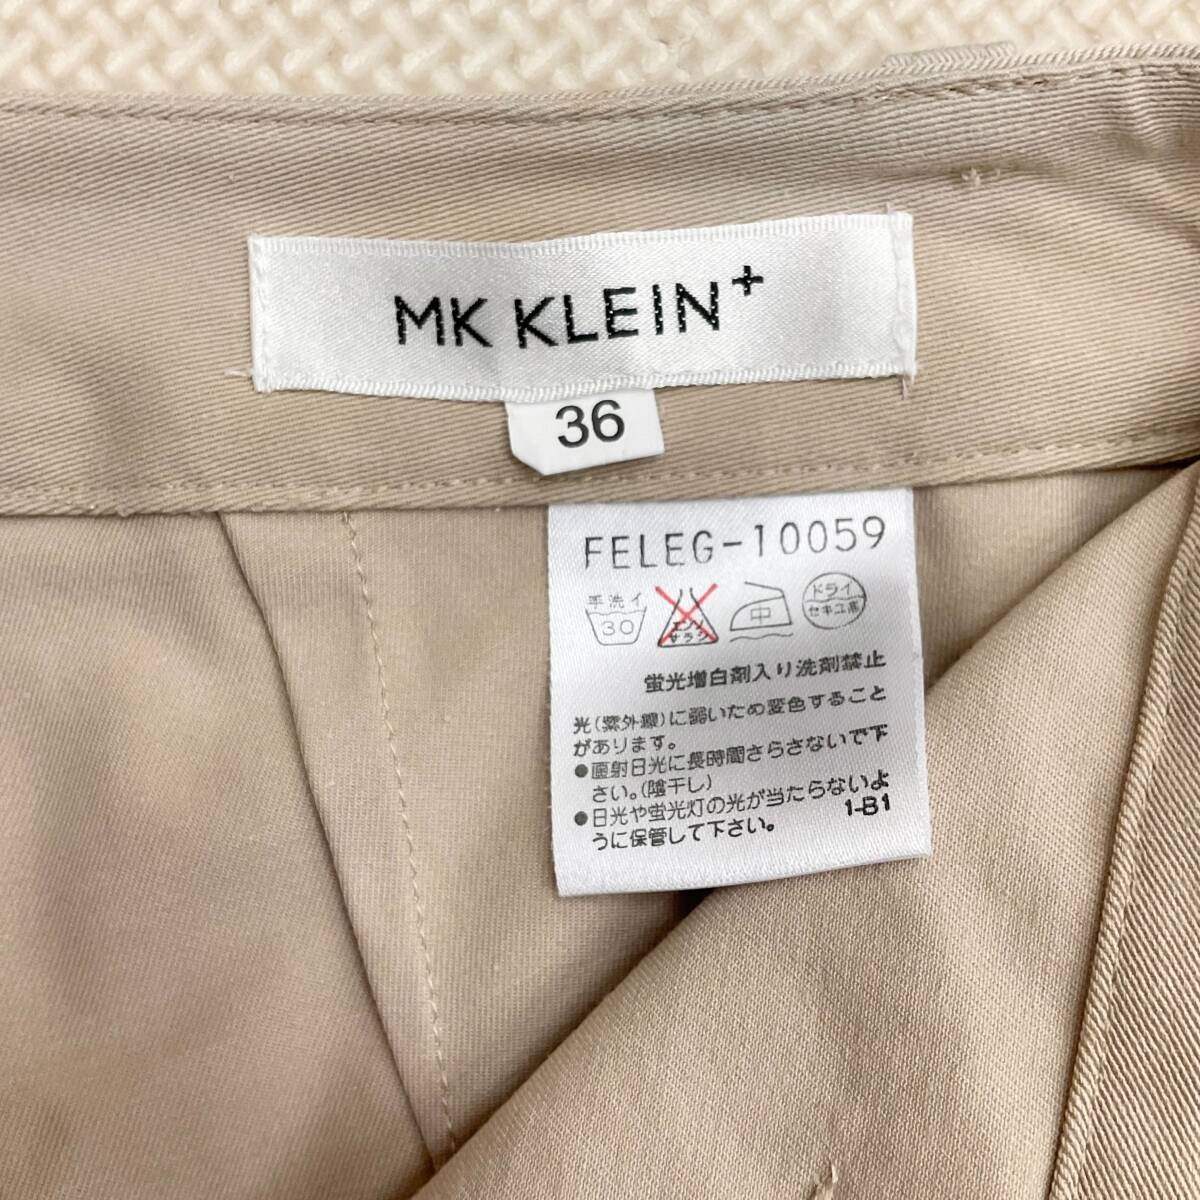 MK KLEIN+
36
FELEG-10059
手洗イ
30
エンソ
サラシ
中
ドライ
セキユ系
蛍光増白剤入り洗剤禁止
光(紫外線)に弱いため変色すること
があります。
●直射日光に長時間さらさないで下
さい。(陰干し)
●日光や蛍光灯の光が当たらないよ
うに保管して下さい。
1-B1